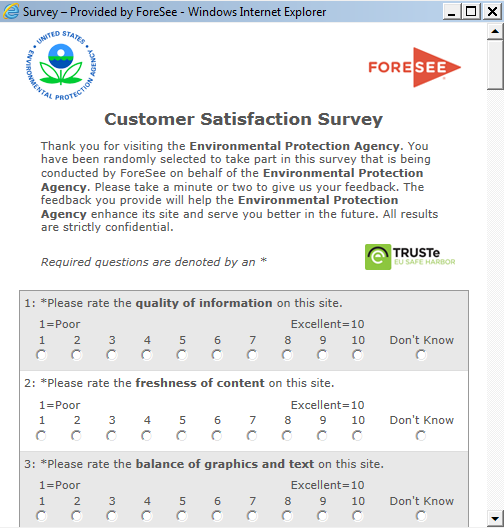 Survey – Provided by ForeSee - Windows Internet Explorer
UNITED STATES
ENVIRONMENTAL PROTECTION AGENCY
FORESEE
Customer Satisfaction Survey
Thank you for visiting the Environmental Protection Agency. You
have been randomly selected to take part in this survey that is being
conducted by ForeSee on behalf of the Environmental Protection
Agency. Please take a minute or two to give us your feedback. The
feedback you provide will help the Environmental Protection
Agency enhance its site and serve you better in the future. All results
are strictly confidential.
Required questions are denoted by an *
TRUSTe
EU SAFE HARBOR
1: *Please rate the quality of information on this site.
1=Poor Excellent=10
1 2 3 4 5 6 7 8 9 10 Don't Know
2: *Please rate the freshness of content on this site.
1=Poor Excellent=10
1 2 3 4 5 6 7 8 9 10 Don't Know
3: *Please rate the balance of graphics and text on this site.
1=Poor Excellent=10
1 2 3 4 5 6 7 8 9 10 Don't Know